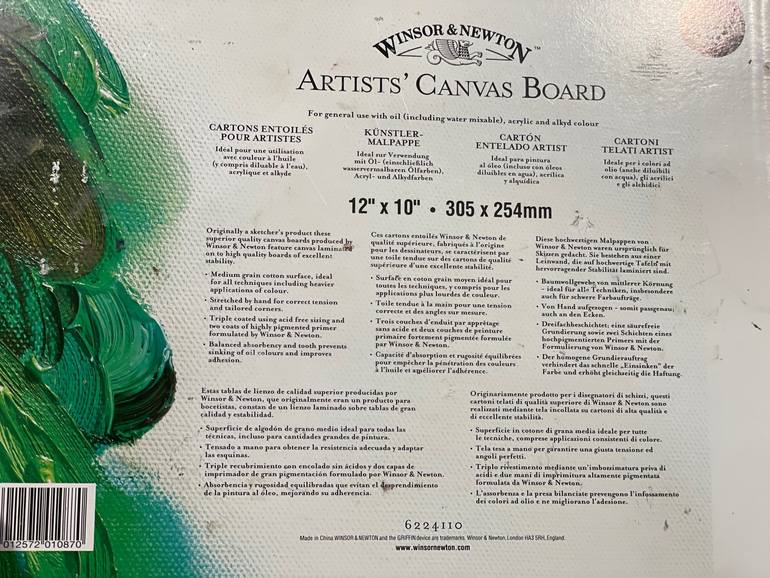 WINSOR & NEWTON™
ARTISTS' CANVAS BOARD
For general use with oil (including water mixable), acrylic and alkyd colour
CARTONS ENTOILÉS
POUR ARTISTES
Idéal pour une utilisation
avec couleur à l'huile
(y compris diluable à l'eau),
acrylique et alkyde
KÜNSTLER-
MALPAPPE
Ideal zur Verwendung
mit Öl- (einschließlich
wasservermalbaren Ölfarben),
Acryl- und Alkydfarben
CARTÓN
ENTELADO ARTIST
Ideal para pintura
al óleo (incluso con óleos
diluibles en agua), acrílica
y alquídica
CARTONI
TELATI ARTIST
Ideale per i colori ad
olio (anche diluibili
con acqua), gli acrilici
e gli alchidici
12" x 10" • 305 x 254mm
Originally a sketcher's product these
superior quality canvas boards produced by
Winsor & Newton feature canvas laminated
on to high quality boards of excellent
stability.
• Medium grain cotton surface, ideal
for all techniques including heavier
applications of colour.
• Stretched by hand for correct tension
and tailored corners.
• Triple coated using acid free sizing and
two coats of highly pigmented primer
formulated by Winsor & Newton.
• Balanced absorbency and tooth prevents
sinking of oil colours and improves
adhesion.
Ces cartons entoilés Winsor & Newton de
qualité supérieure, fabriqués à l'origine
pour les dessinateurs, se caractérisent par
une toile tendue sur des cartons de qualité
supérieure d'une excellente stabilité.
• Surface en coton grain moyen idéal pour
toutes les techniques, y compris pour les
applications plus lourdes de couleur.
• Toile tendue à la main pour une tension
correcte et des angles sur mesure.
• Trois couches d'enduit par apprêtage
sans acide et deux couches de peinture
primaire fortement pigmentée formulée
par Winsor & Newton.
• Capacité d'absorption et rugosité équilibrées
pour empêcher la pénétration des couleurs
à l'huile et améliorer l'adhérence.
Diese hochwertigen Malpappen von
Winsor & Newton waren ursprünglich für
Skizzen gedacht. Sie bestehen aus einer
Leinwand, die auf hochwertige Tafeln mit
hervorragender Stabilität laminiert sind.
• Baumwollgewebe von mittlerer Körnung
– ideal für alle Techniken, insbesondere
auch für schwere Farbaufträge.
• Von Hand aufgezogen – somit passgenau,
auch an den Ecken.
• Dreifachbeschichtet; eine säurefreie
Grundierung sowie zwei Schichten eines
hochpigmentierten Primers mit der
Formulierung von Winsor & Newton.
• Der homogene Grundierauftrag
verhindert das schnelle „Einsinken" der
Farbe und erhöht gleichzeitig die Haftung.
Estas tablas de lienzo de calidad superior producidas por
Winsor & Newton, que originalmente eran un producto para
bocetistas, constan de un lienzo laminado sobre tablas de gran
calidad y estabilidad.
• Superficie de algodón de grano medio ideal para todas las
técnicas, incluso para cantidades grandes de pintura.
• Tensado a mano para obtener la resistencia adecuada y adaptar
las esquinas.
• Triple recubrimiento con encolado sin ácidos y dos capas de
imprimador de gran pigmentación formulado por Winsor & Newton.
• Absorbencia y rugosidad equilibradas que evitan el desprendimiento
de la pintura al óleo, mejorando su adherencia.
Originariamente prodotto per i disegnatori di schizzi, questi
cartoni telati di qualità superiore di Winsor & Newton sono
realizzati mediante tela incollata su cartoni di alta qualità e
di eccellente stabilità.
• Superficie in cotone di grana media ideale per tutte
le tecniche, comprese applicazioni consistenti di colore.
• Tela tesa a mano per garantire una giusta tensione ed
angoli perfetti.
• Triplo rivestimento mediante un'imbozzimatura priva di
acidi e due mani di imprimitura altamente pigmentata
formulata da Winsor & Newton.
• L'assorbenza e la presa bilanciate prevengono l'infossamento
dei colori ad olio e ne migliorano l'adesione.
6224110
Made in China WINSOR & NEWTON and the GRIFFIN device are trademarks. Winsor & Newton, London HA3 5RH, England.
www.winsornewton.com
012572 010870